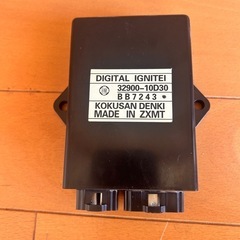 DIGITAL IGNITEI
32900-10D30
BB7243
KOKUSAN DENKI
MADE IN ZXMT